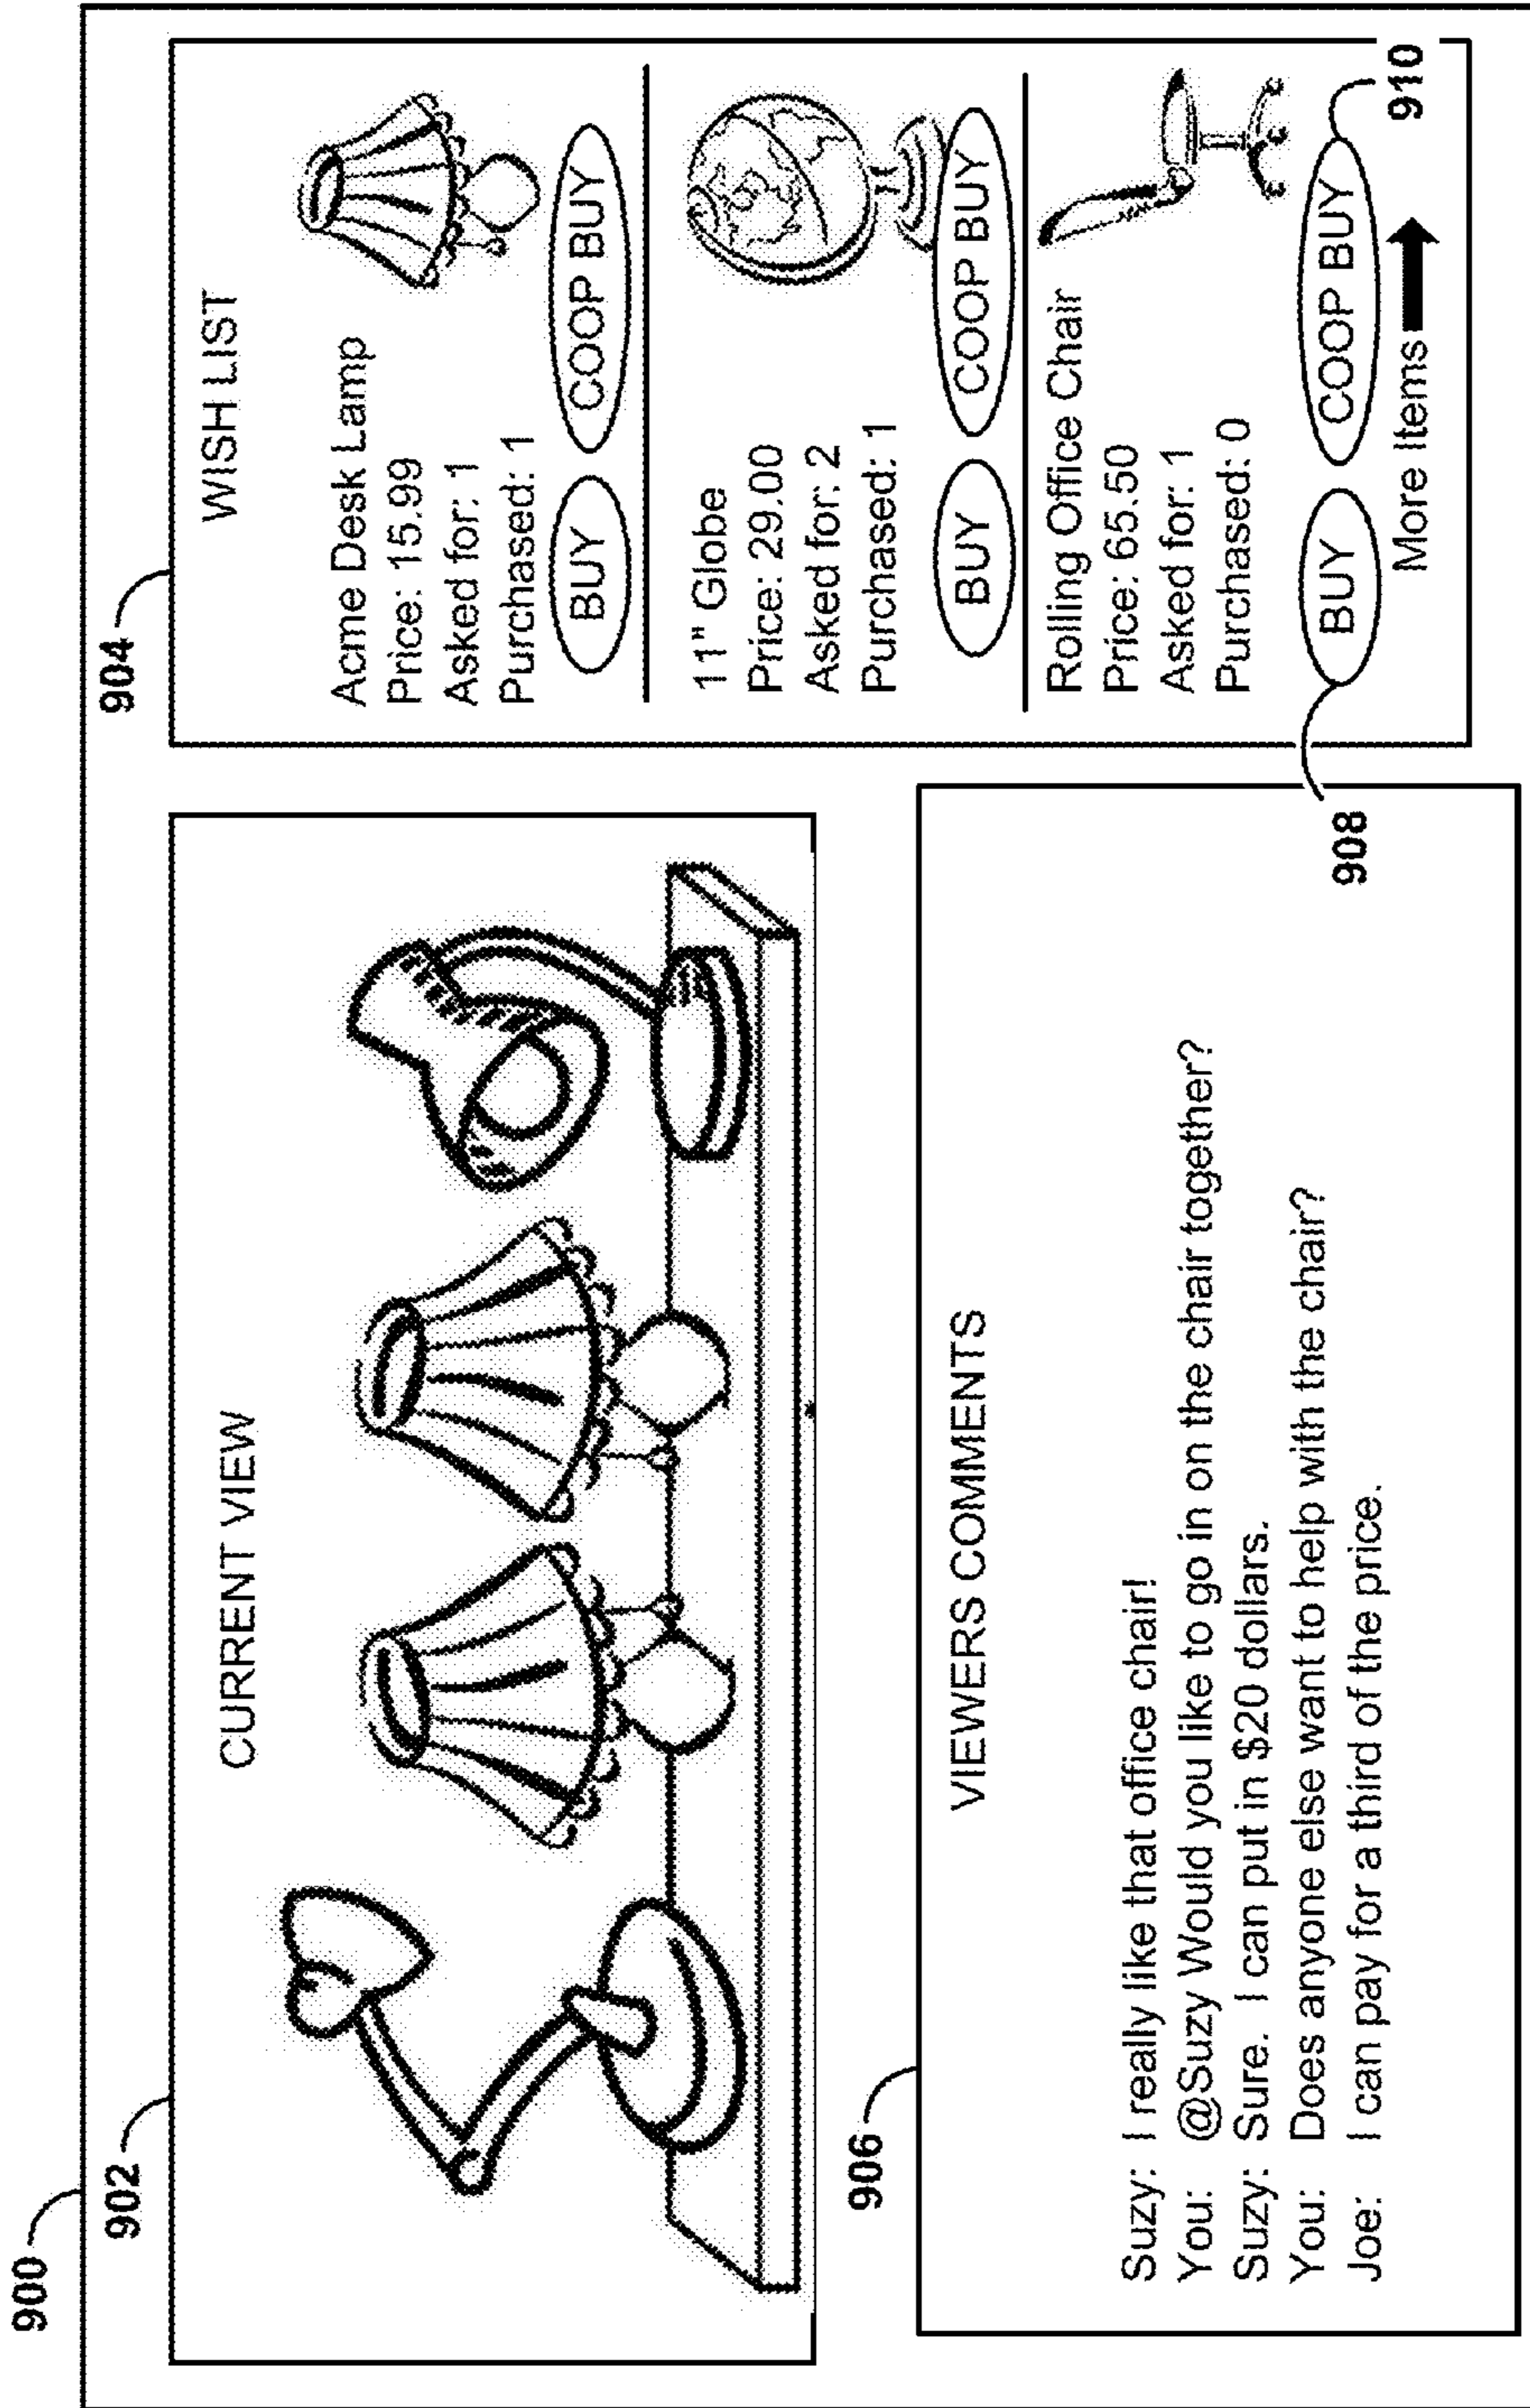 900
902
CURRENT VIEW
904
WISH LIST
Acme Desk Lamp
Price: 15.99
Asked for: 1
Purchased: 1
BUY
COOP BUY
11" Globe
Price: 29.00
Asked for: 2
Purchased: 1
BUY
COOP BUY
Rolling Office Chair
Price: 65.50
Asked for: 1
Purchased: 0
BUY
COOP BUY
More Items
908
910
906
VIEWERS COMMENTS
Suzy: I really like that office chair!
You: @Suzy Would you like to go in on the chair together?
Suzy: Sure. I can put in $20 dollars.
You: Does anyone else want to help with the chair?
Joe: I can pay for a third of the price.